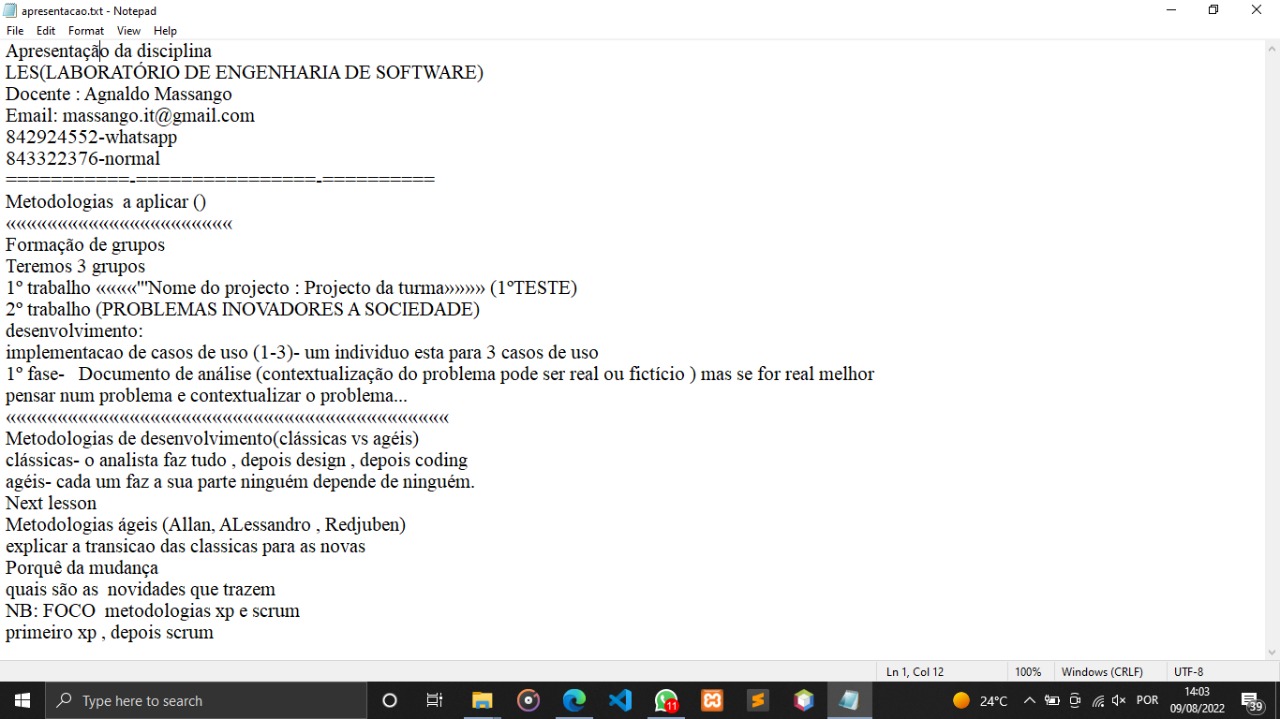 apresentacao.txt - Notepad
File Edit Format View Help
Apresentação da disciplina
LES(LABORATÓRIO DE ENGENHARIA DE SOFTWARE)
Docente : Agnaldo Massango
Email: massango.it@gmail.com
842924552-whatsapp
843322376-normal
===========-================-==========
Metodologias  a aplicar ()
««««««««««««««««««««««
Formação de grupos
Teremos 3 grupos
1º trabalho ««««'"Nome do projecto : Projecto da turma»»»» (1ºTESTE)
2º trabalho (PROBLEMAS INOVADORES A SOCIEDADE)
desenvolvimento:
implementacao de casos de uso (1-3)- um individuo esta para 3 casos de uso
1º fase-   Documento de análise (contextualização do problema pode ser real ou fictício ) mas se for real melhor
pensar num problema e contextualizar o problema...
«««««««««««««««««««««««««««««««««««««««««««
Metodologias de desenvolvimento(clássicas vs agéis)
clássicas- o analista faz tudo , depois design , depois coding
agéis- cada um faz a sua parte ninguém depende de ninguém.
Next lesson
Metodologias ágeis (Allan, ALessandro , Redjuben)
explicar a transicao das classicas para as novas
Porquê da mudança
quais são as  novidades que trazem
NB: FOCO  metodologias xp e scrum
primeiro xp , depois scrum
Ln 1, Col 12 100% Windows (CRLF) UTF-8
Type here to search 11 24°C POR 14:03
09/08/2022 39